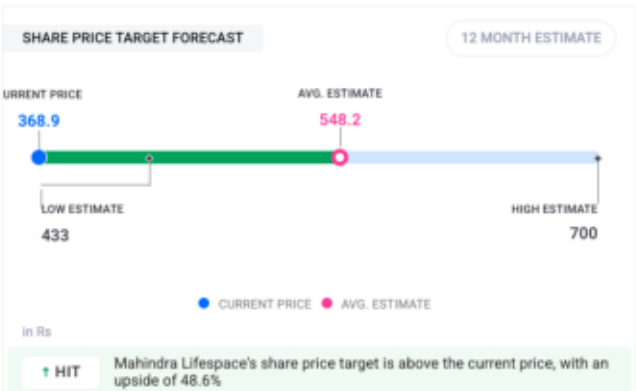 SHARE PRICE TARGET FORECAST
12 MONTH ESTIMATE
URRENT PRICE
AVG. ESTIMATE
368.9
548.2
LOW ESTIMATE
HIGH ESTIMATE
433
700
CURRENT PRICE
AVG. ESTIMATE
in Rs
↑ HIT
Mahindra Lifespace's share price target is above the current price, with an
upside of 48.6%